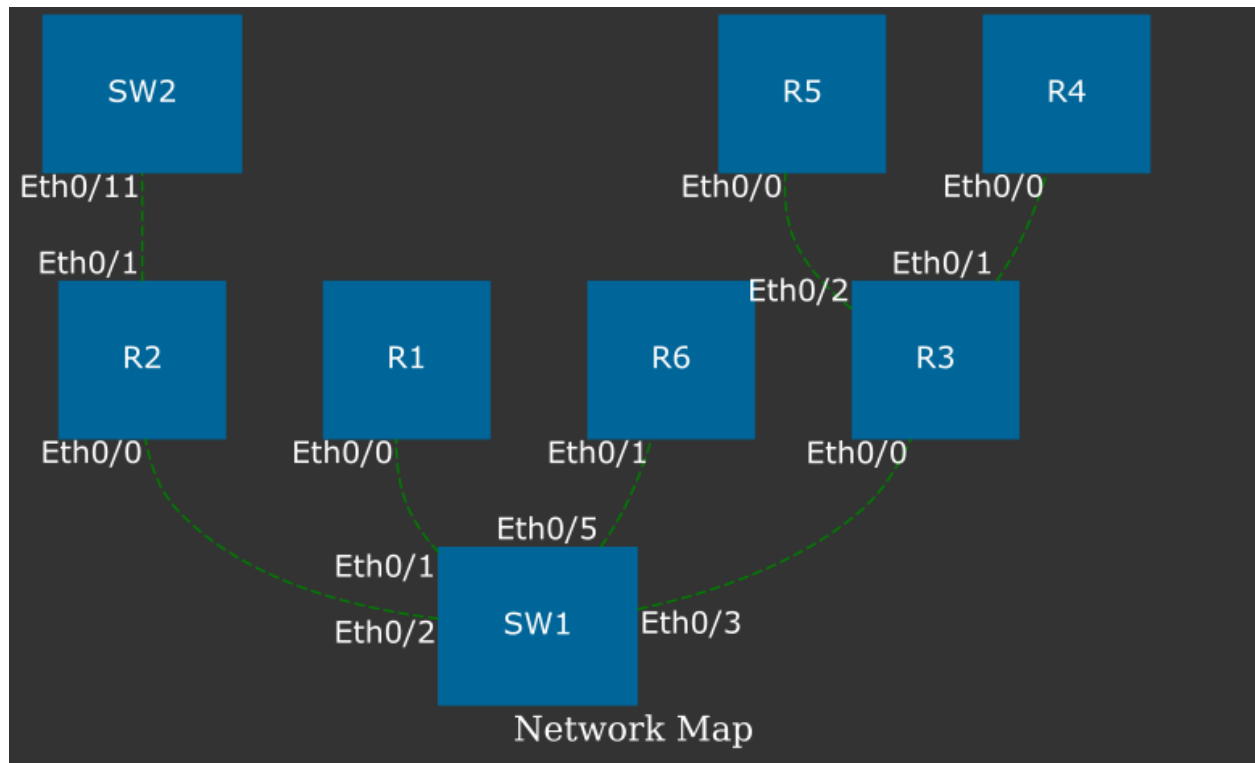 SW2
R5
R4
Eth0/11
Eth0/0
Eth0/0
Eth0/1
Eth0/2
Eth0/1
R2
R1
R6
R3
Eth0/0
Eth0/0
Eth0/1
Eth0/0
Eth0/5
Eth0/1
Eth0/2
SW1
Eth0/3
Network Map